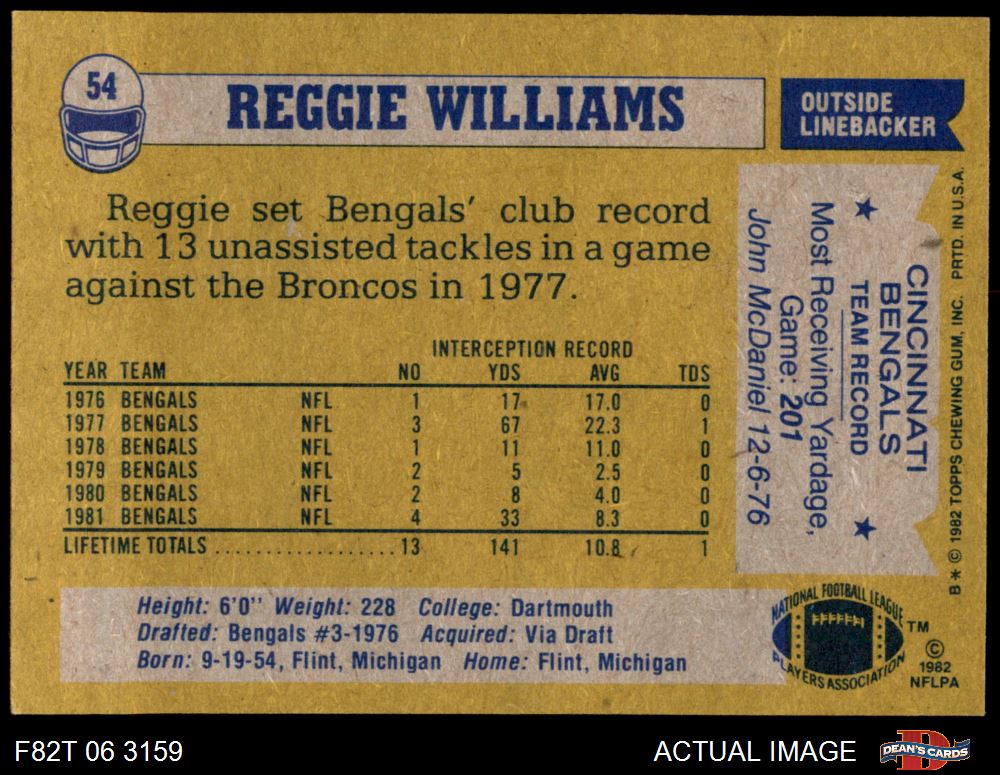 54
REGGIE WILLIAMS
OUTSIDE
LINEBACKER
Reggie set Bengals' club record
with 13 unassisted tackles in a game
against the Broncos in 1977.
INTERCEPTION RECORD
YEAR TEAM NO YDS AVG TDS
1976 BENGALS NFL 1 17 17.0 0
1977 BENGALS NFL 3 67 22.3 1
1978 BENGALS NFL 1 11 11.0 0
1979 BENGALS NFL 2 5 2.5 0
1980 BENGALS NFL 2 8 4.0 0
1981 BENGALS NFL 4 33 8.3 0
LIFETIME TOTALS .................. 13 141 10.8 1
Height: 6'0" Weight: 228 College: Dartmouth
Drafted: Bengals #3-1976 Acquired: Via Draft
Born: 9-19-54, Flint, Michigan Home: Flint, Michigan
CINCINNATI
BENGALS
TEAM RECORD
★ Most Receiving Yardage, ★
Game: 201
John McDaniel 12-6-76
B* © 1982 TOPPS CHEWING GUM, INC. PRTD. IN U.S.A.
NATIONAL FOOTBALL LEAGUE
PLAYERS ASSOCIATION
TM
©
1982
NFLPA
F82T 06 3159
ACTUAL IMAGE
DEAN'S CARDS